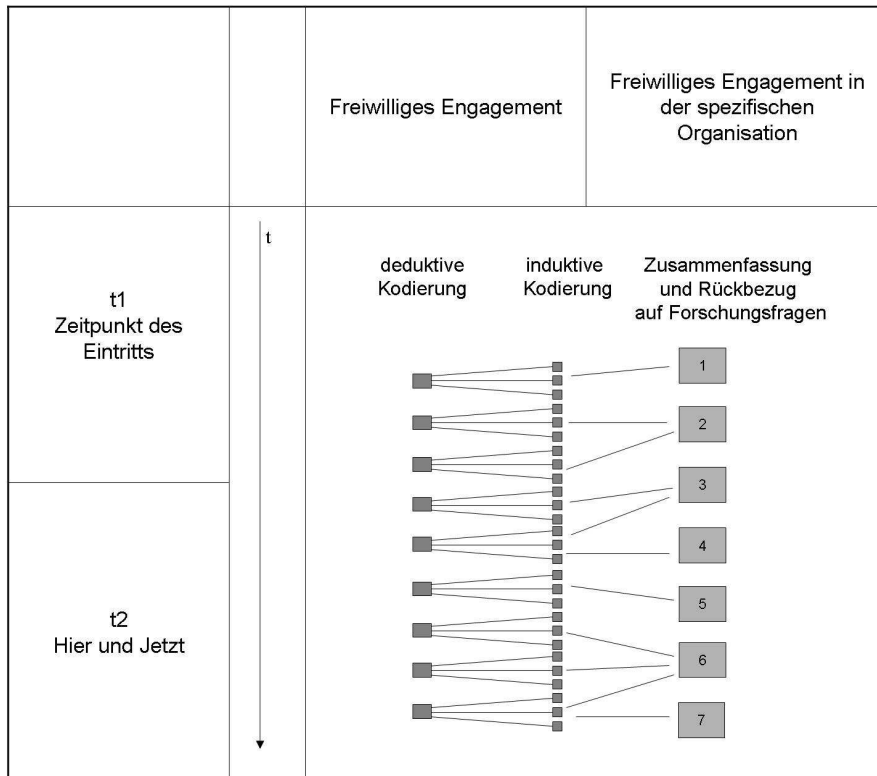 Freiwilliges Engagement
Freiwilliges Engagement in
der spezifischen
Organisation
t1
Zeitpunkt des
Eintritts
t
deduktive
Kodierung
induktive
Kodierung
Zusammenfassung
und Rückbezug
auf Forschungsfragen
1
2
3
4
5
6
7
t2
Hier und Jetzt